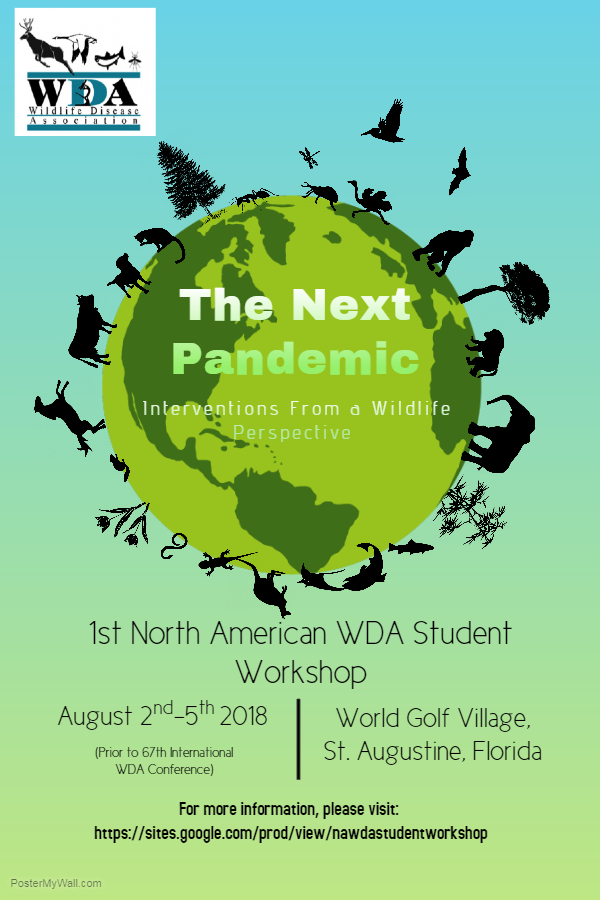 WDA
Wildlife Disease
Association
The Next
Pandemic
Interventions From a Wildlife
Perspective
1st North American WDA Student
Workshop
August 2nd-5th 2018
(Prior to 67th International
WDA Conference)
World Golf Village,
St. Augustine, Florida
For more information, please visit:
https://sites.google.com/prod/view/nawdastudentworkshop
PosterMyWall.com